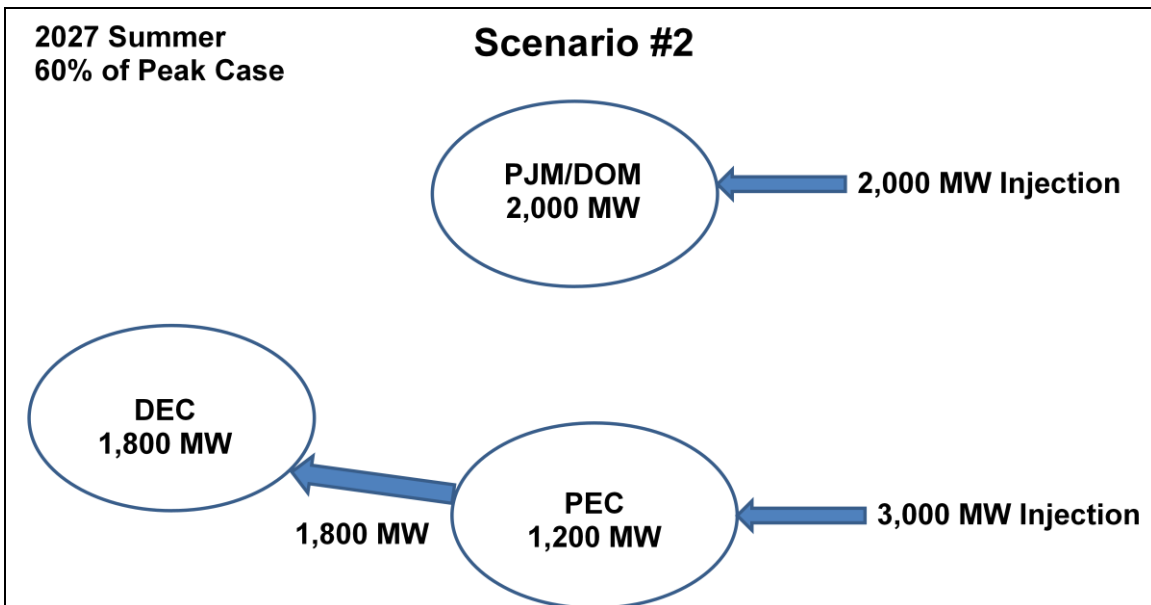 2027 Summer
60% of Peak Case
Scenario #2
PJM/DOM
2,000 MW
2,000 MW Injection
DEC
1,800 MW
1,800 MW
PEC
1,200 MW
3,000 MW Injection